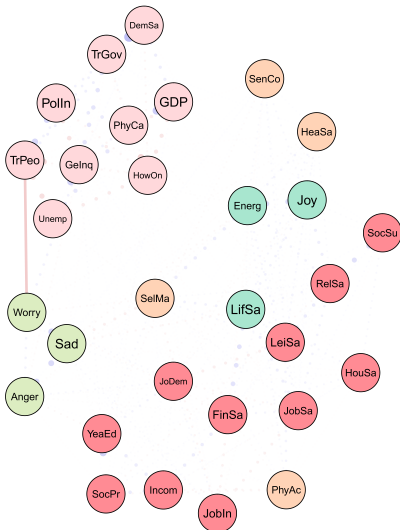 DemSa
TrGov
SenCo
PolIn
GDP
PhyCa
HeaSa
TrPeo
GeInq
HowOn
Energ
Joy
Unemp
SocSu
RelSa
SelMa
Worry
LifSa
Sad
LeiSa
HouSa
JoDem
Anger
FinSa
JobSa
YeaEd
SocPr
Incom
PhyAc
JobIn